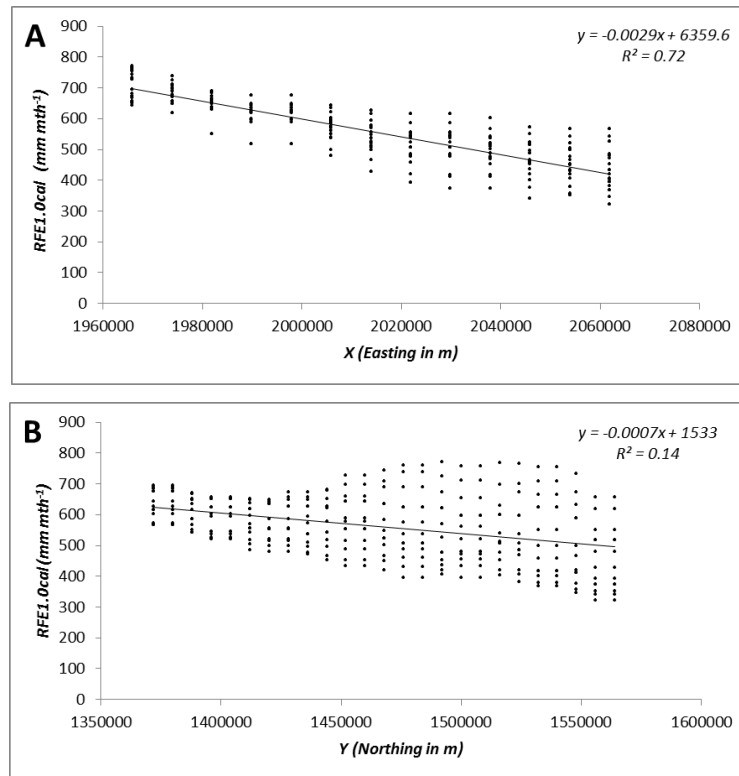 A
y = -0.0029x + 6359.6
R² = 0.72
RFE1.0cal (mm mth⁻¹)
900
800
700
600
500
400
300
200
100
0
1960000 1980000 2000000 2020000 2040000 2060000 2080000
X (Easting in m)
B
y = -0.0007x + 1533
R² = 0.14
RFE1.0cal (mm mth⁻¹)
900
800
700
600
500
400
300
200
100
0
1350000 1400000 1450000 1500000 1550000 1600000
Y (Northing in m)